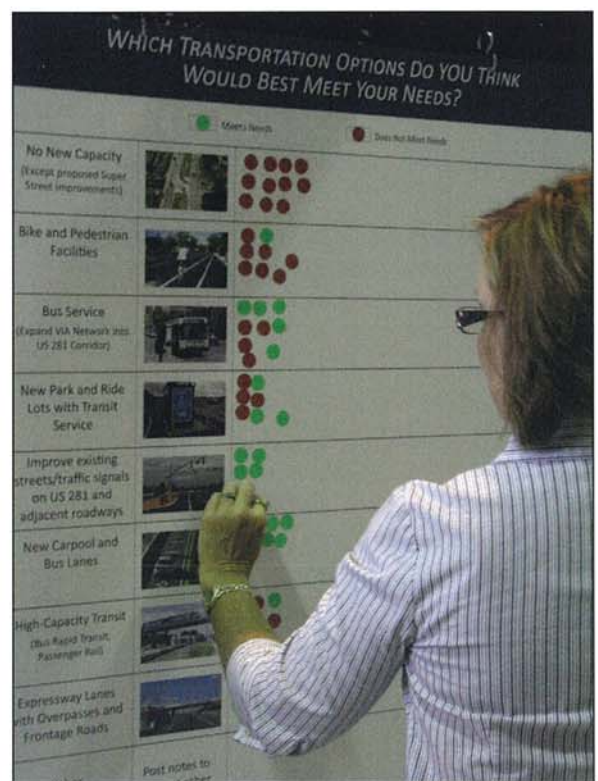 WHICH TRANSPORTATION OPTIONS DO YOU THINK
WOULD BEST MEET YOUR NEEDS?
Meets Needs
Does Not Meet Needs
No New Capacity
(Except proposed Super
Street improvements)
Bike and Pedestrian
Facilities
Bus Service
(Expand VIA Network into
US 281 Corridor)
New Park and Ride
Lots with Transit
Service
Improve existing
streets/traffic signals
on US 281 and
adjacent roadways
New Carpool and
Bus Lanes
High-Capacity Transit
(Bus Rapid Transit,
Passenger Rail)
Expressway Lanes
with Overpasses and
Frontage Roads
Post notes to